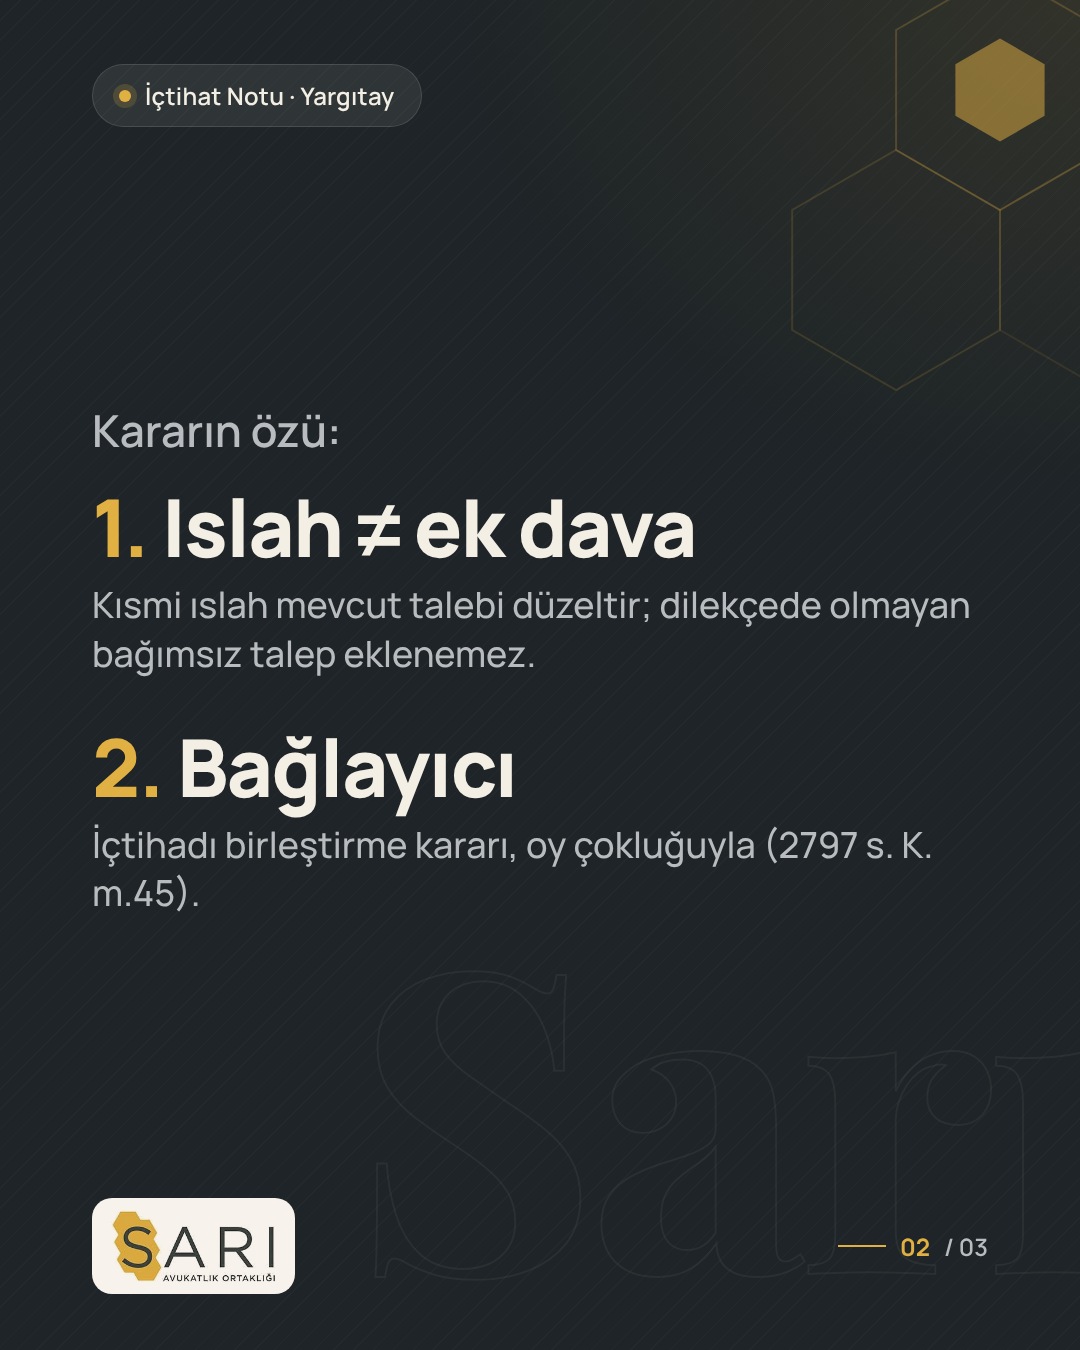 İçtihat Notu · Yargıtay
Kararın özü:
1. Islah ≠ ek dava
Kısmi ıslah mevcut talebi düzeltir; dilekçede olmayan
bağımsız talep eklenemez.
2. Bağlayıcı
İçtihadı birleştirme kararı, oy çokluğuyla (2797 s. K.
m.45).
Sarı
SARI
AVUKATLIK ORTAKLIĞI
02 / 03